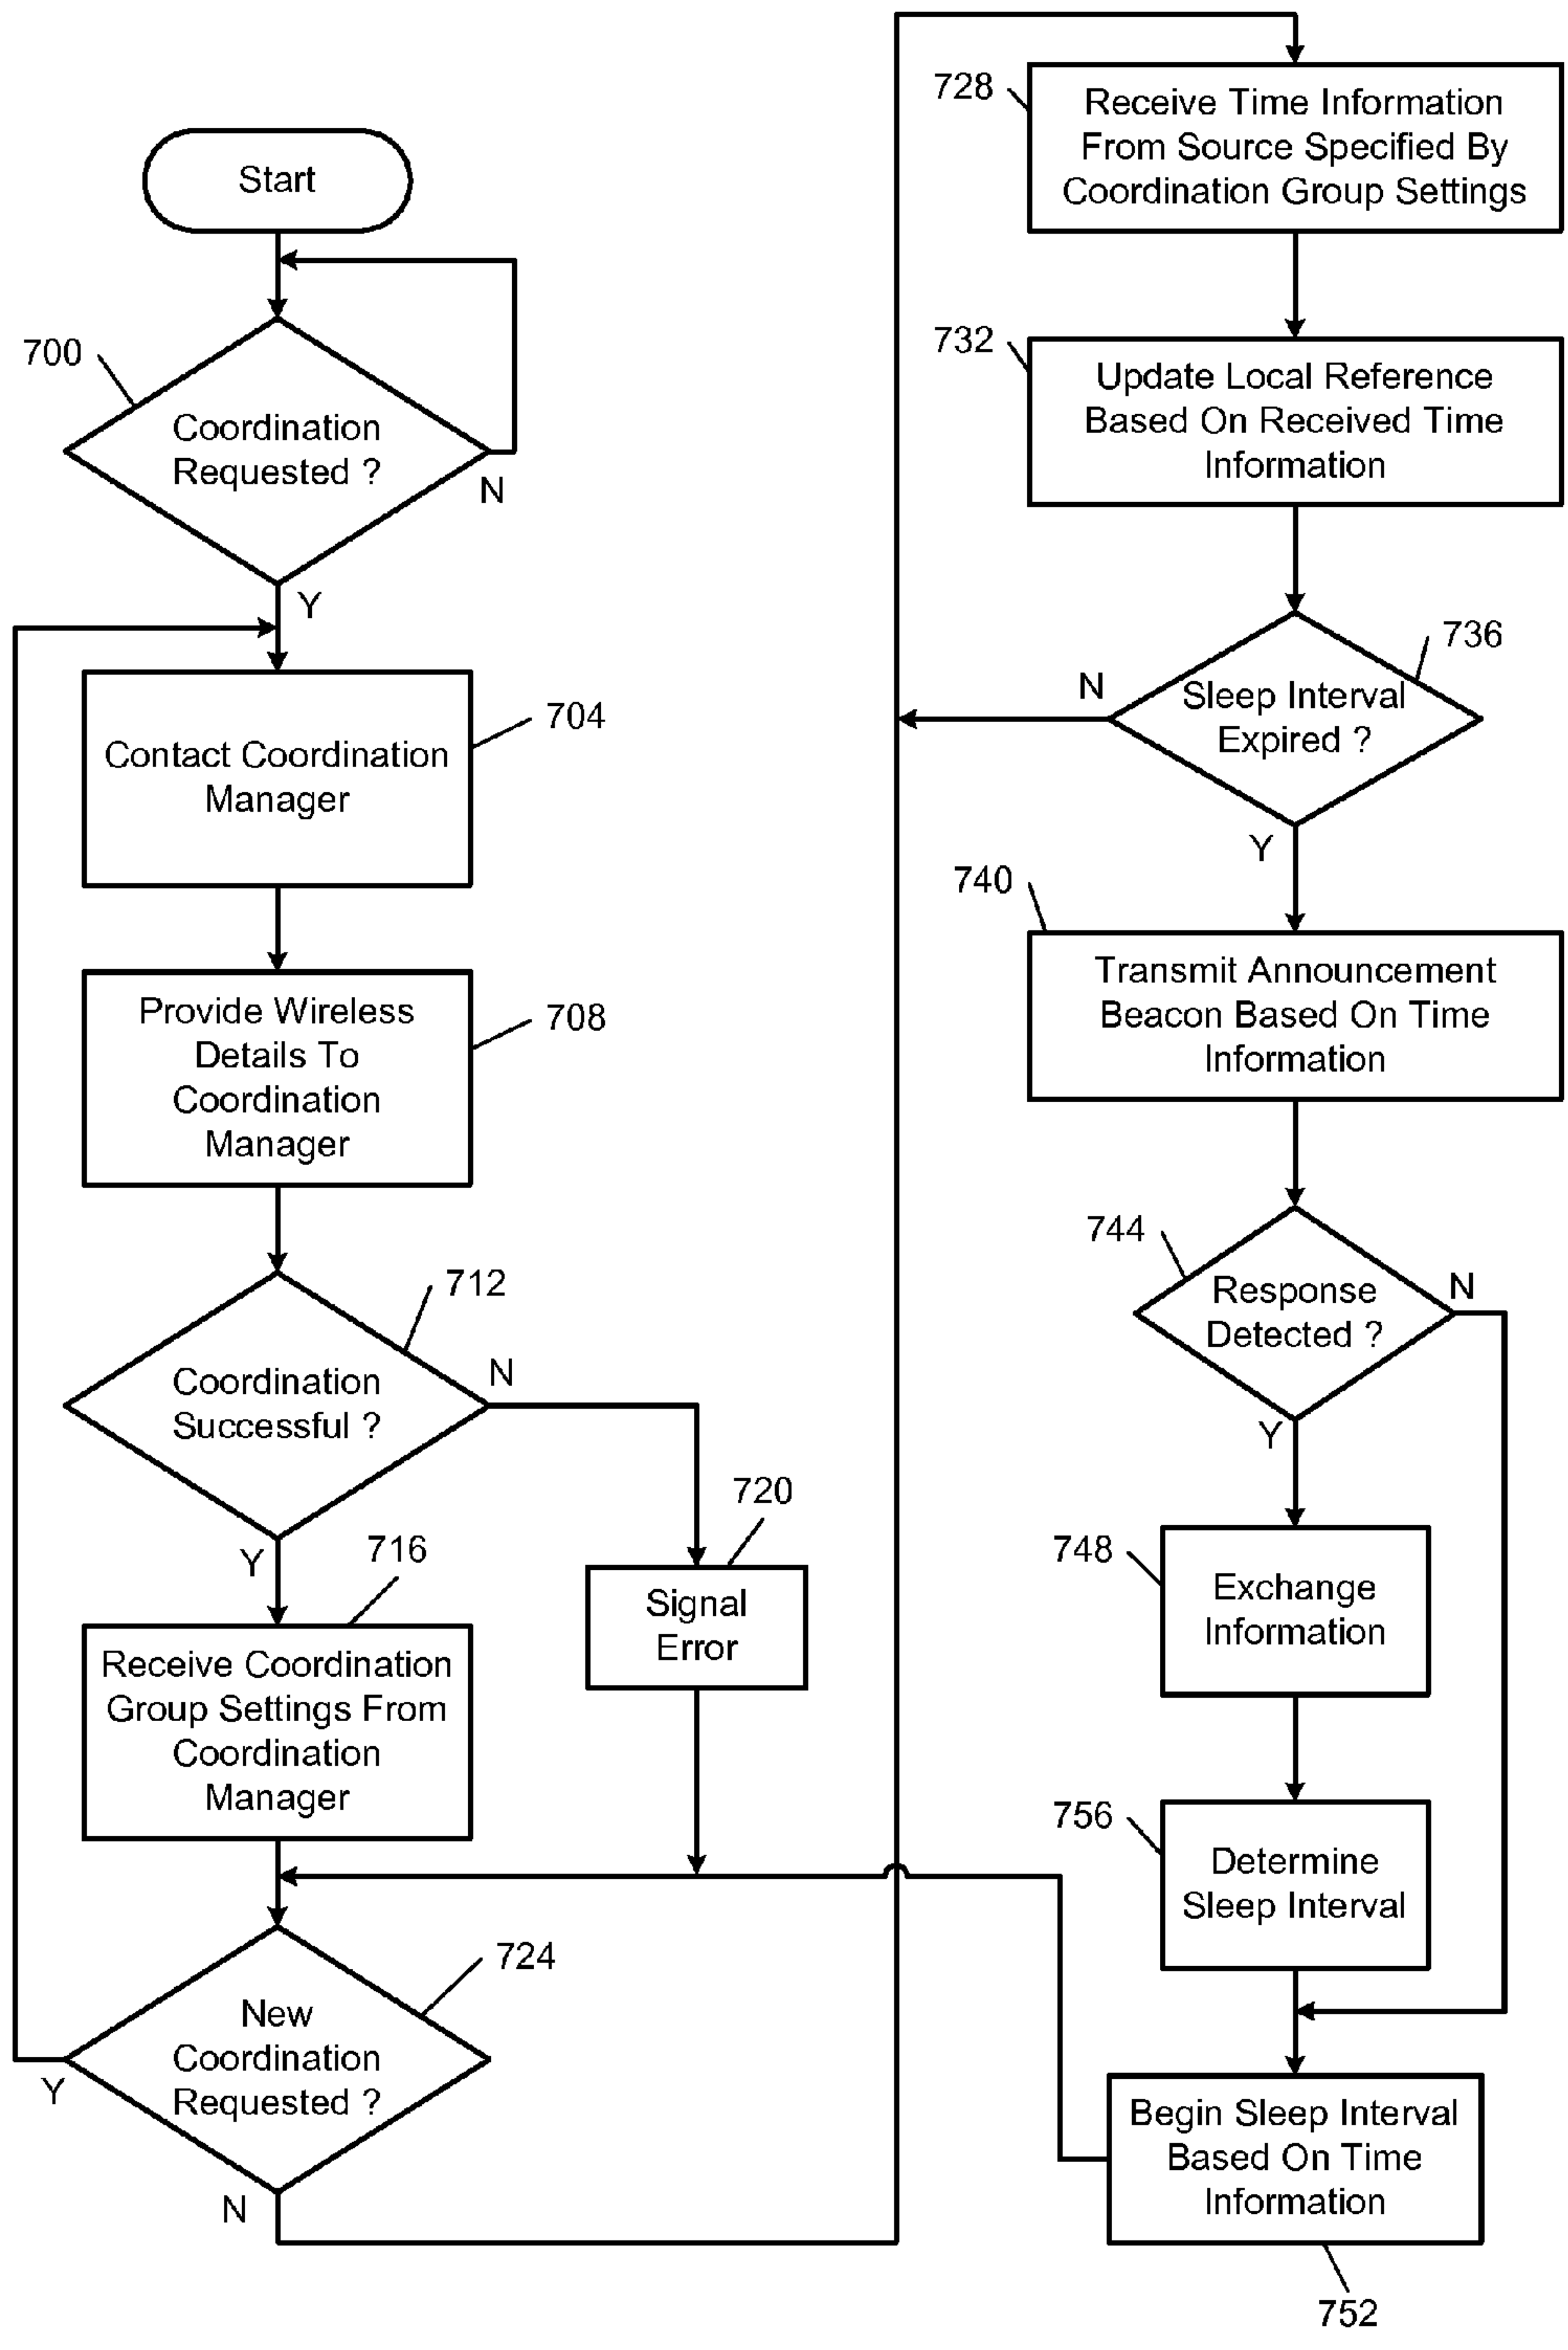 Start
700
Coordination
Requested ?
N
Y
704
Contact Coordination
Manager
708
Provide Wireless
Details To
Coordination
Manager
712
Coordination
Successful ?
N
Y
716
720
Signal
Error
Receive Coordination
Group Settings From
Coordination
Manager
724
New
Coordination
Requested ?
Y
N
728
Receive Time Information
From Source Specified By
Coordination Group Settings
732
Update Local Reference
Based On Received Time
Information
736
Sleep Interval
Expired ?
N
Y
740
Transmit Announcement
Beacon Based On Time
Information
744
Response
Detected ?
N
Y
748
Exchange
Information
756
Determine
Sleep Interval
Begin Sleep Interval
Based On Time
Information
752